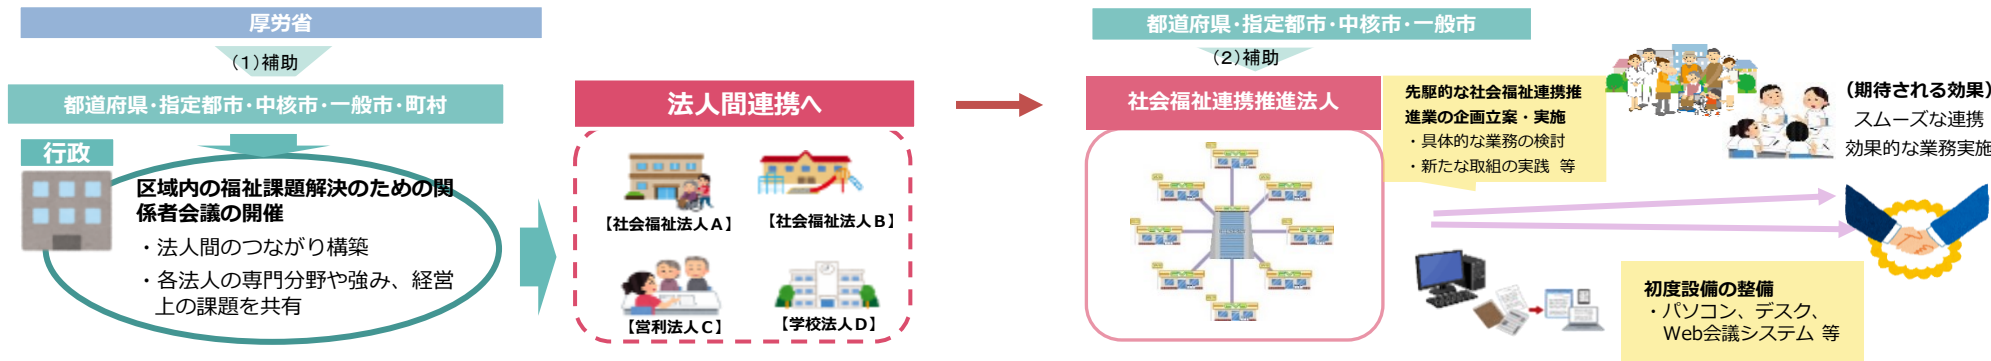 厚労省
（1）補助
都道府県・指定都市・中核市・一般市・町村
行政
区域内の福祉課題解決のための関
係者会議の開催
・法人間のつながり構築
・各法人の専門分野や強み、経営
上の課題を共有
法人間連携へ
【社会福祉法人Ａ】
【社会福祉法人Ｂ】
【営利法人Ｃ】
【学校法人Ｄ】
都道府県・指定都市・中核市・一般市
（2）補助
社会福祉連携推進法人
先駆的な社会福祉連携推
進業の企画立案・実施
・具体的な業務の検討
・新たな取組の実践 等
（期待される効果）
スムーズな連携
効果的な業務実施
初度設備の整備
・パソコン、デスク、
Web会議システム 等